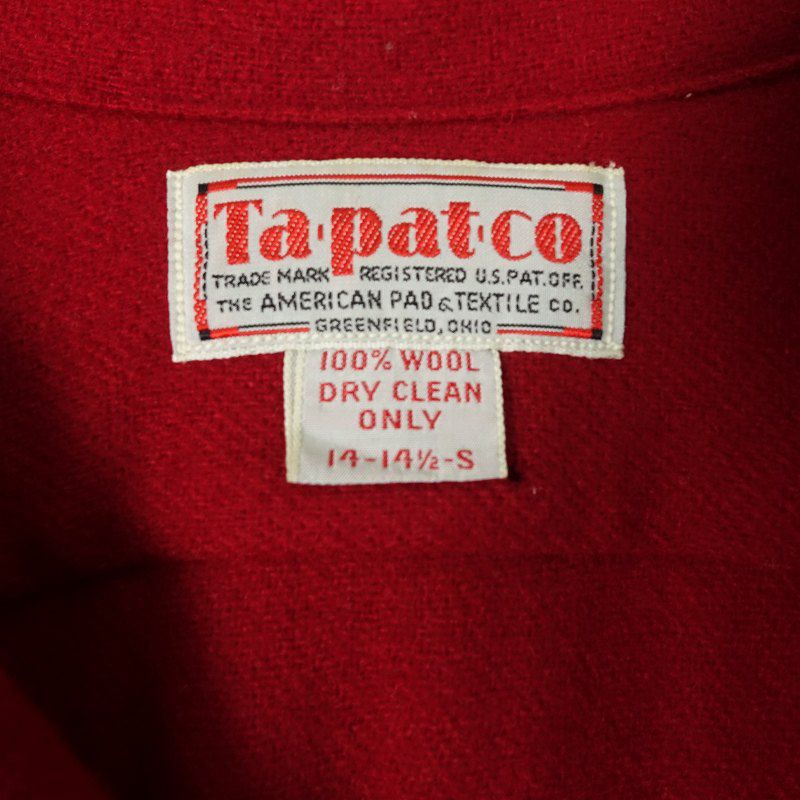 Ta·pat·co
TRADE MARK REGISTERED U.S. PAT. OFF.
THE AMERICAN PAD & TEXTILE CO.
GREENFIELD, OHIO
100% WOOL
DRY CLEAN
ONLY
14-14½-S